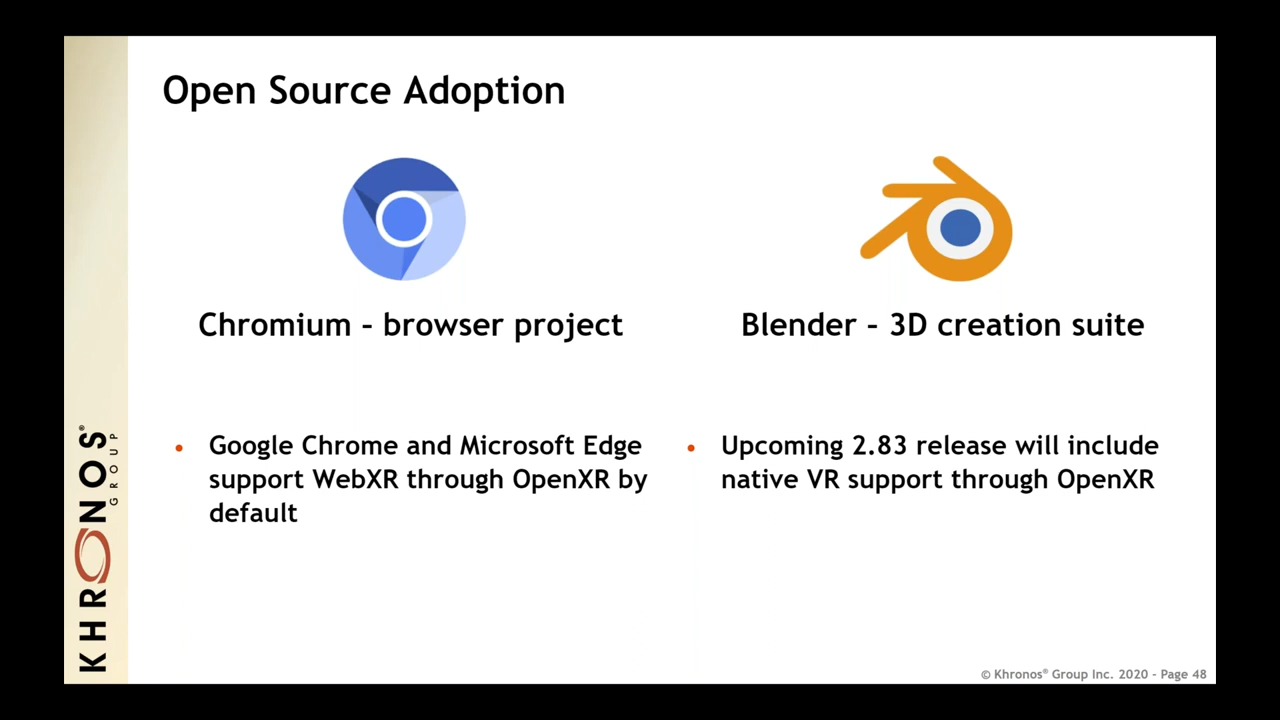 Open Source Adoption
Chromium – browser project
Blender – 3D creation suite
• Google Chrome and Microsoft Edge
support WebXR through OpenXR by
default
• Upcoming 2.83 release will include
native VR support through OpenXR
KHRONOS®
GROUP
© Khronos® Group Inc. 2020 - Page 48